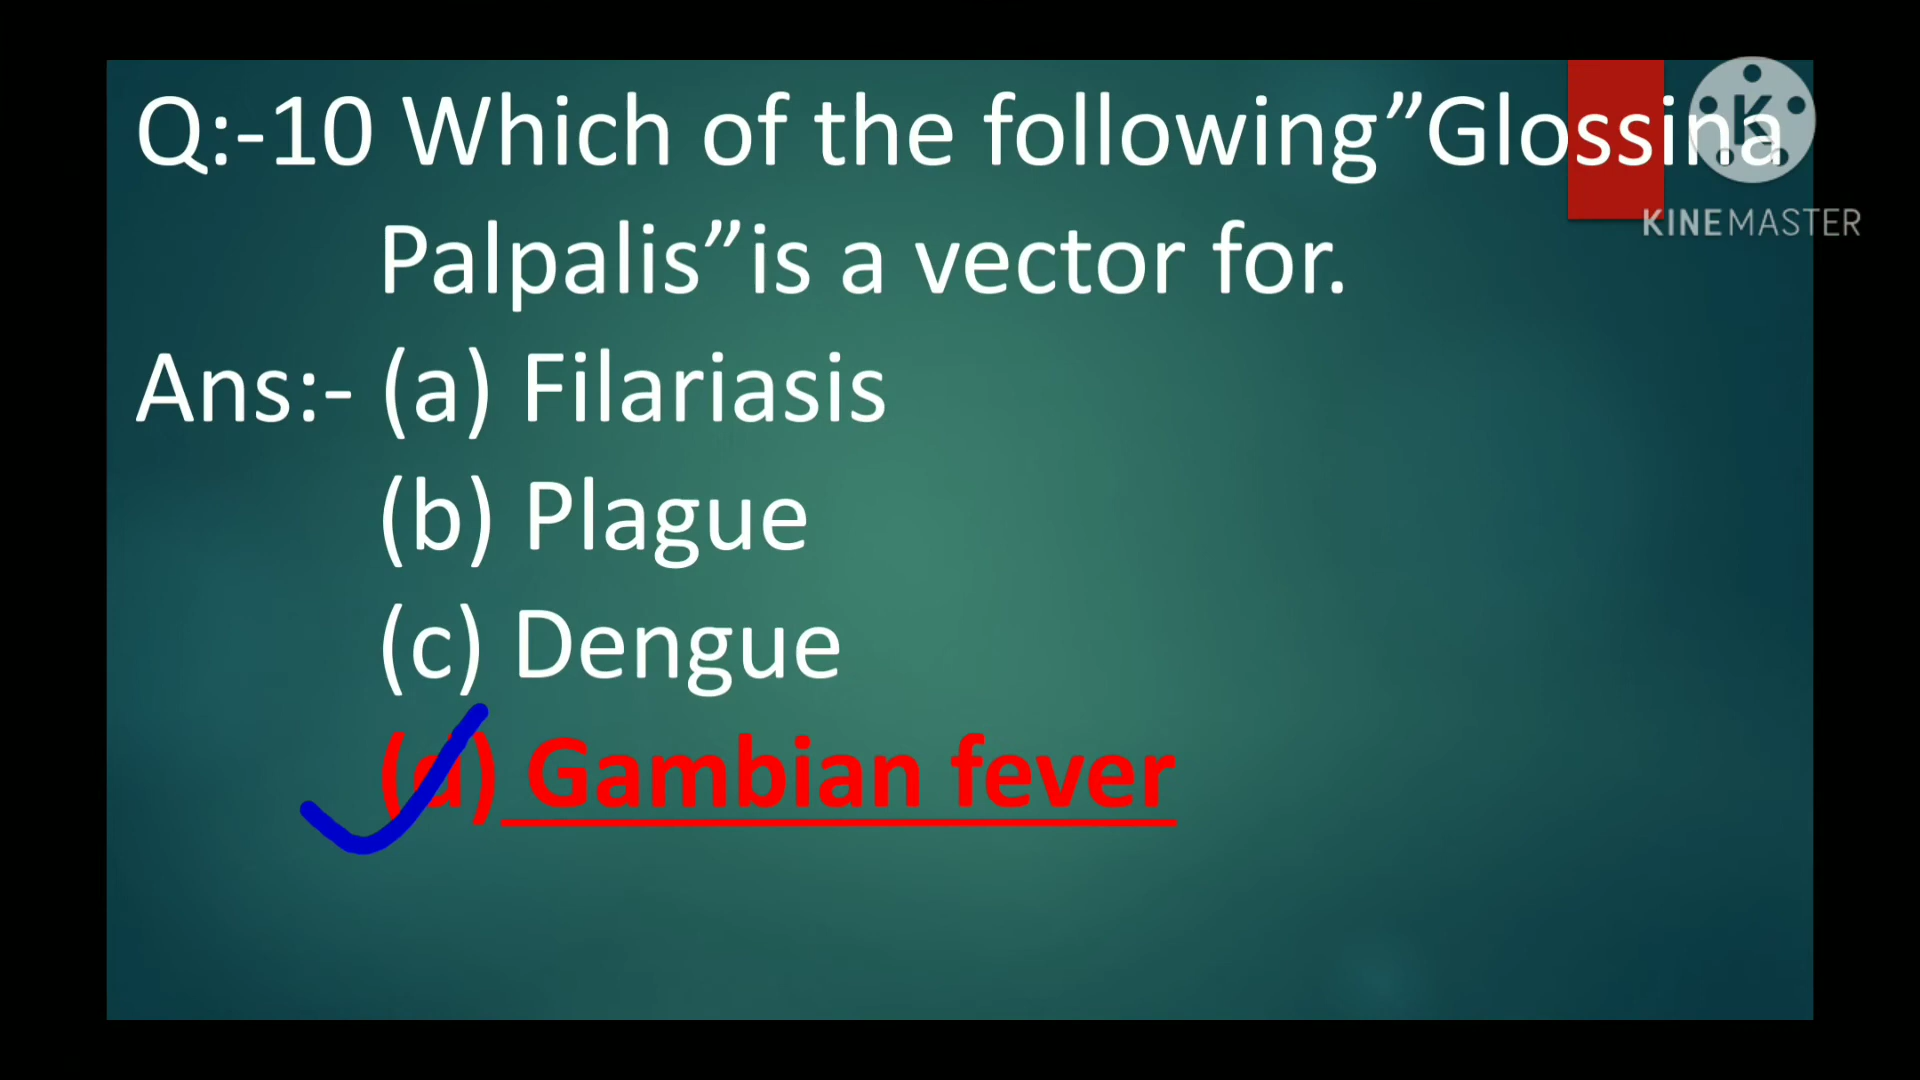 Q:-10 Which of the following”Glossina
Palpalis”is a vector for.
Ans:- (a) Filariasis
(b) Plague
(c) Dengue
(d) Gambian fever
K
KINEMASTER